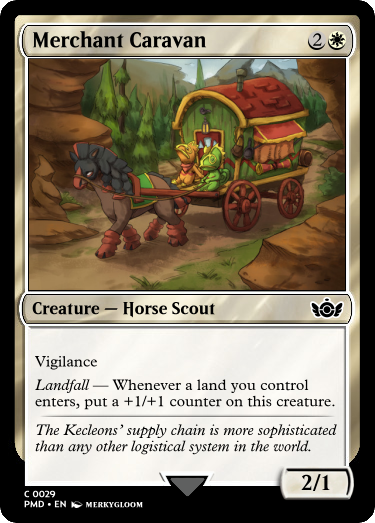 Merchant Caravan 2
Creature — Horse Scout
Vigilance
Landfall — Whenever a land you control
enters, put a +1/+1 counter on this creature.
The Kecleons' supply chain is more sophisticated
than any other logistical system in the world.
2/1
C 0029
PMD • EN MERKYGLOOM